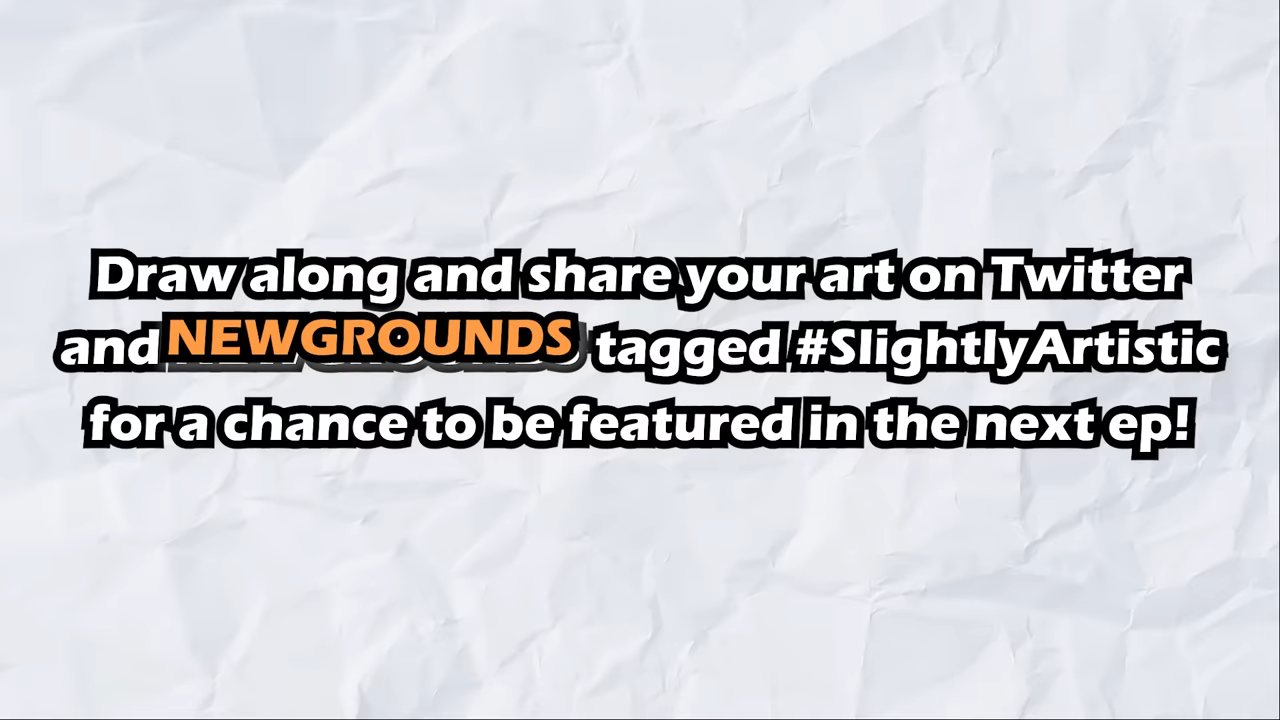 Draw along and share your art on Twitter
and NEWGROUNDS tagged #SlightlyArtistic
for a chance to be featured in the next ep!